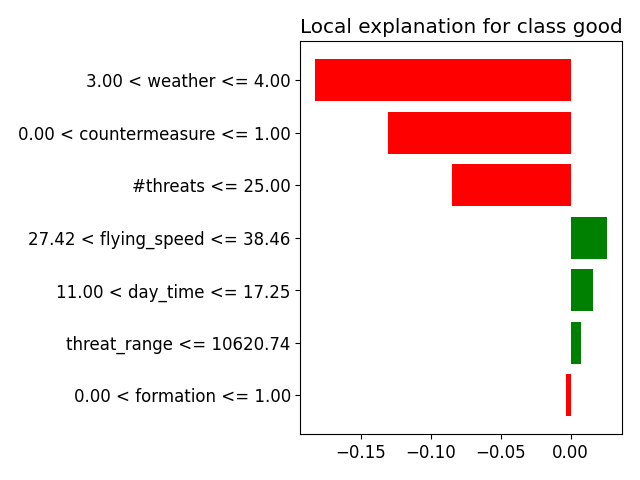 Local explanation for class good
3.00 < weather <= 4.00
0.00 < countermeasure <= 1.00
#threats <= 25.00
27.42 < flying_speed <= 38.46
11.00 < day_time <= 17.25
threat_range <= 10620.74
0.00 < formation <= 1.00
−0.15 −0.10 −0.05 0.00